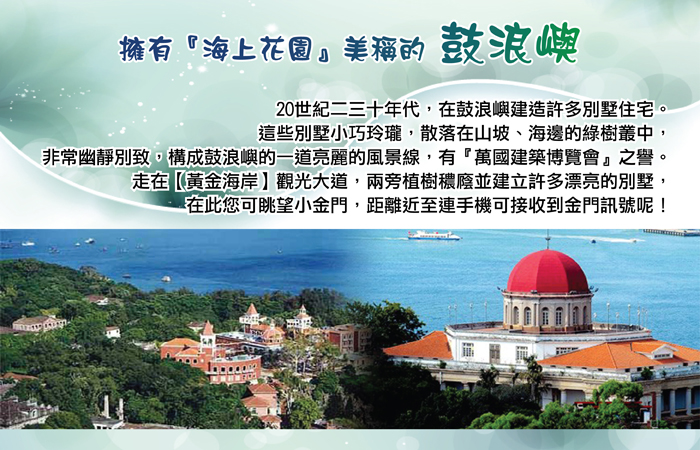 擁有『海上花園』美稱的 鼓浪嶼
20世紀二三十年代，在鼓浪嶼建造許多別墅住宅。
這些別墅小巧玲瓏，散落在山坡、海邊的綠樹叢中，
非常幽靜別致，構成鼓浪嶼的一道亮麗的風景線，有『萬國建築博覽會』之譽。
走在【黃金海岸】觀光大道，兩旁植樹穠廕並建立許多漂亮的別墅，
在此您可眺望小金門，距離近至連手機可接收到金門訊號呢！